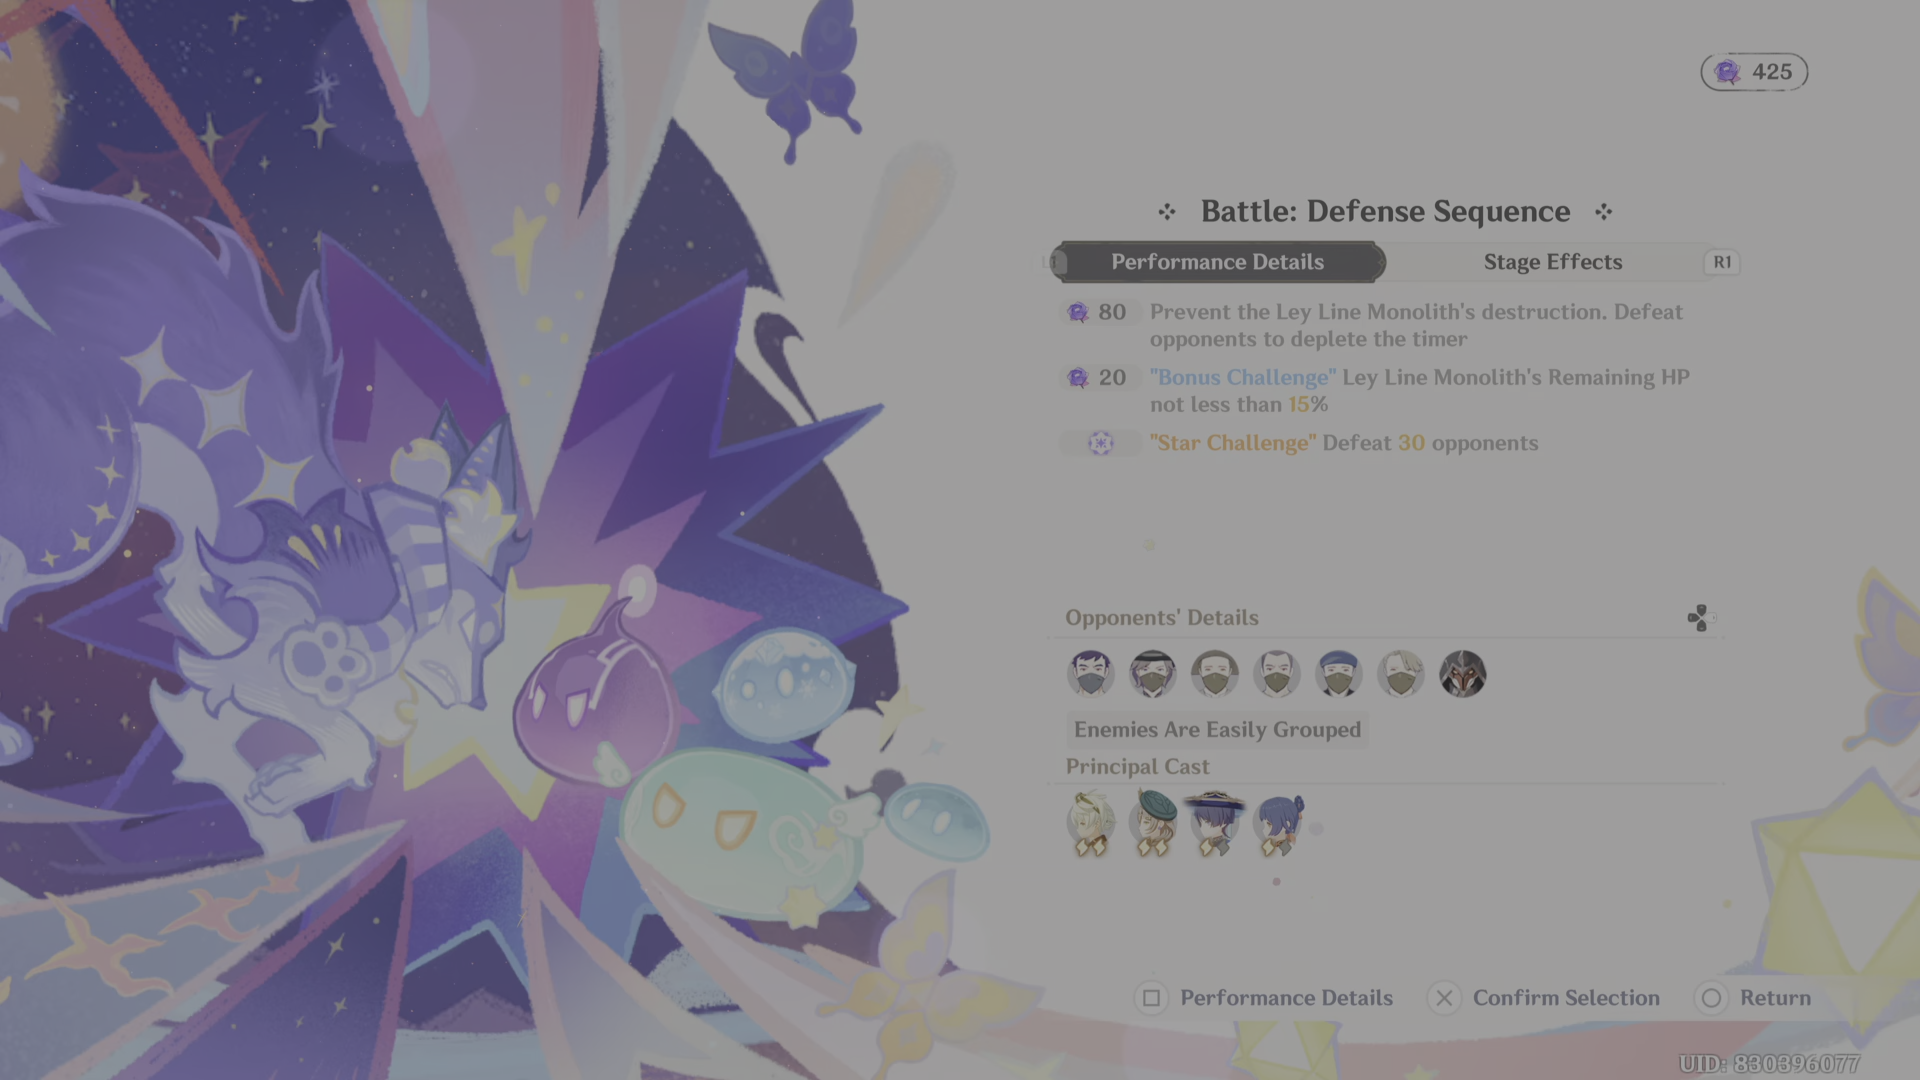 425
Battle: Defense Sequence
Performance Details
Stage Effects
R1
80 Prevent the Ley Line Monolith's destruction. Defeat
opponents to deplete the timer
20 "Bonus Challenge" Ley Line Monolith's Remaining HP
not less than 15%
"Star Challenge" Defeat 30 opponents
Opponents' Details
Enemies Are Easily Grouped
Principal Cast
Performance Details
Confirm Selection
Return
UID: 830396077